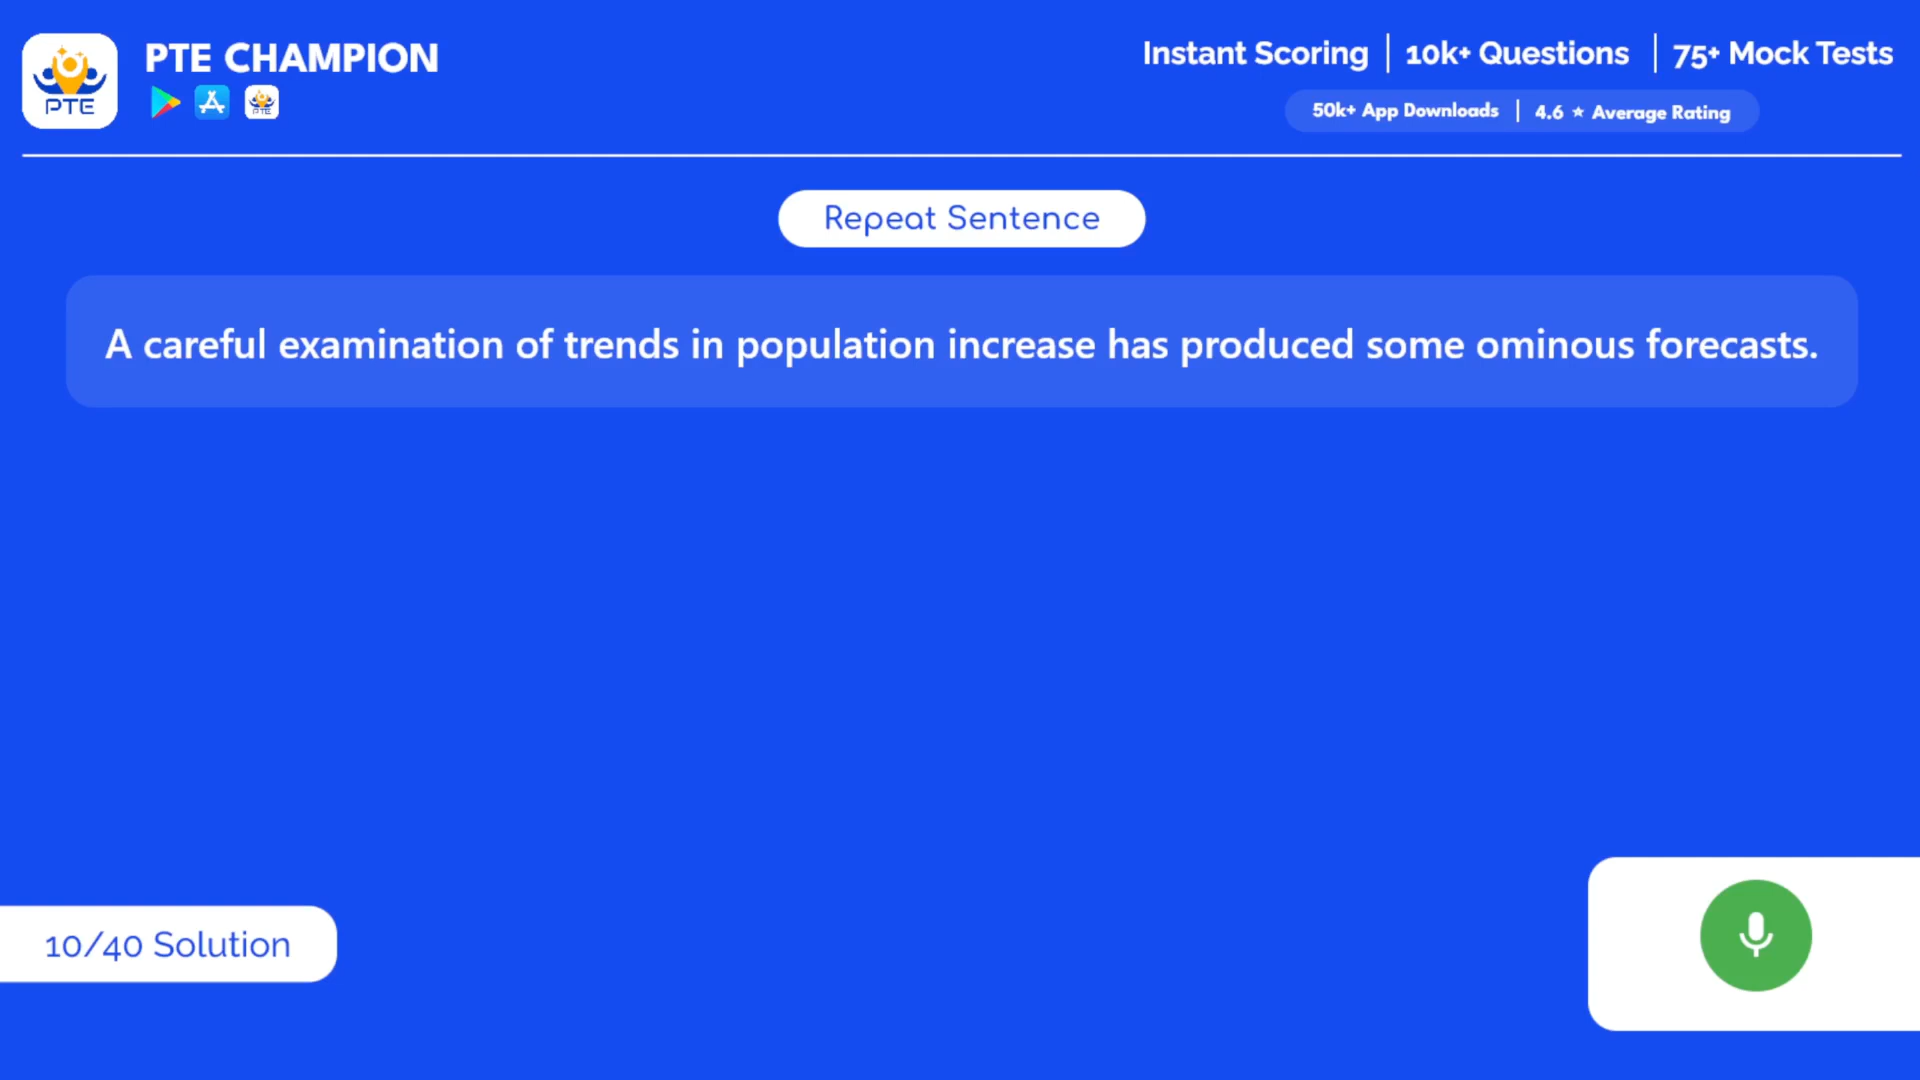 PTE CHAMPION
PTE
PTE
Instant Scoring | 10k+ Questions | 75+ Mock Tests
50k+ App Downloads | 4.6 ★ Average Rating
Repeat Sentence
A careful examination of trends in population increase has produced some ominous forecasts.
10/40 Solution